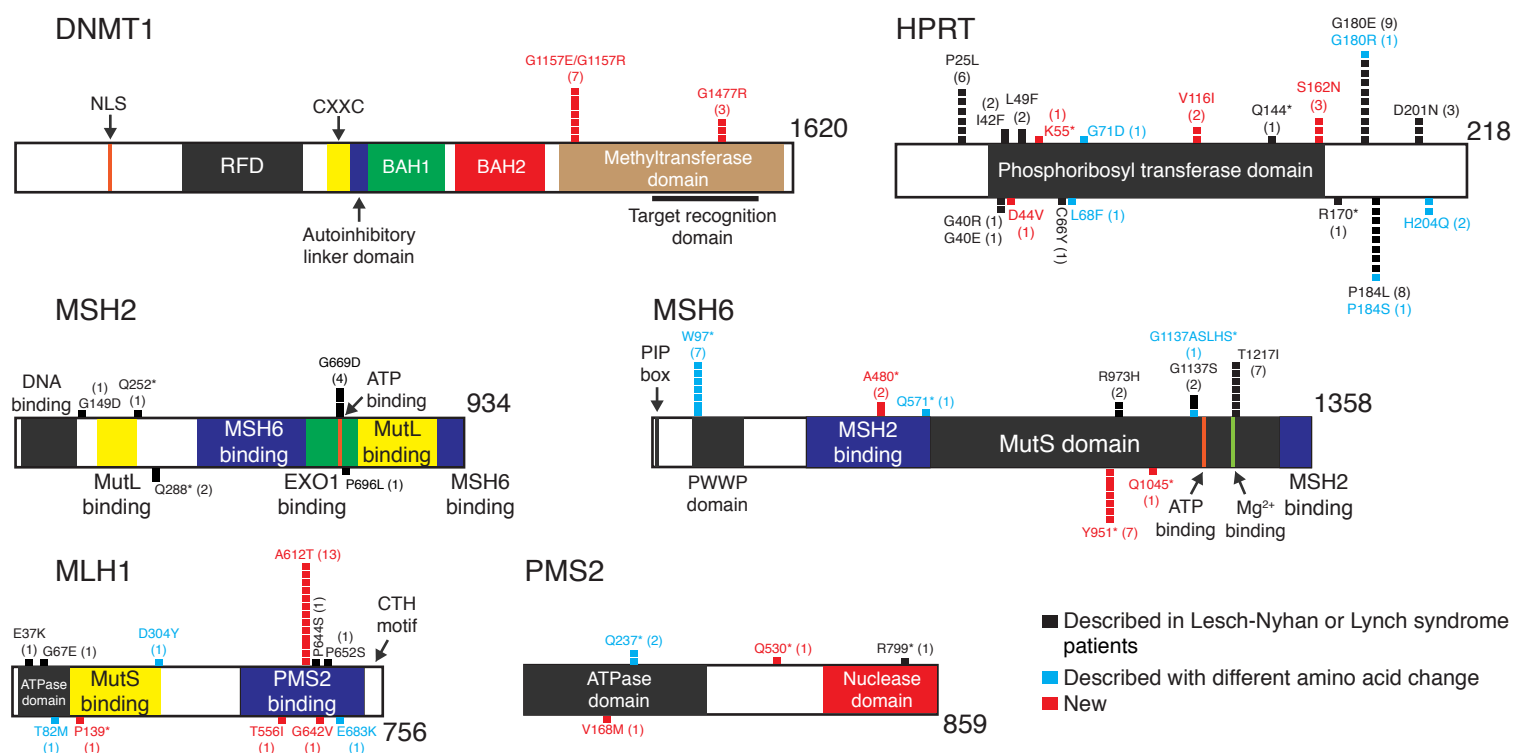 DNMT1
G1157E/G1157R
(7)
G1477R
(3)
NLS
CXXC
1620
RFD
BAH1
BAH2
Methyltransferase
domain
Target recognition
domain
Autoinhibitory
linker domain
HPRT
G180E (9)
G180R (1)
P25L
(6)
(2)
I42F
L49F
(2)
(1)
K55*
G71D (1)
V116I
(2)
Q144*
(1)
S162N
(3)
D201N (3)
218
Phosphoribosyl transferase domain
G40R (1)
G40E (1)
D44V
(1)
C66Y (1)
L68F (1)
R170*
(1)
H204Q (2)
P184L (8)
P184S (1)
MSH2
DNA
binding
(1)
G149D
Q252*
(1)
G669D
(4)
ATP
binding
934
MSH6
binding
MutL
binding
MutL
binding
Q288* (2)
EXO1
binding
P696L (1)
MSH6
binding
MSH6
PIP
box
W97*
(7)
A480*
(2)
Q571* (1)
R973H
(2)
G1137ASLHS*
(1)
G1137S
(2)
T1217I
(7)
1358
MSH2
binding
MutS domain
PWWP
domain
Y951* (7)
Q1045*
(1)
ATP
binding
Mg²⁺
binding
MSH2
binding
MLH1
A612T (13)
E37K
(1)
G67E (1)
D304Y
(1)
P644S (1)
(1)
P652S
CTH
motif
ATPase
domain
MutS
binding
PMS2
binding
756
T82M
(1)
P139*
(1)
T556I
(1)
G642V
(1)
E683K
(1)
PMS2
Q237* (2)
Q530* (1)
R799* (1)
ATPase
domain
Nuclease
domain
859
V168M (1)
Described in Lesch-Nyhan or Lynch syndrome
patients
Described with different amino acid change
New